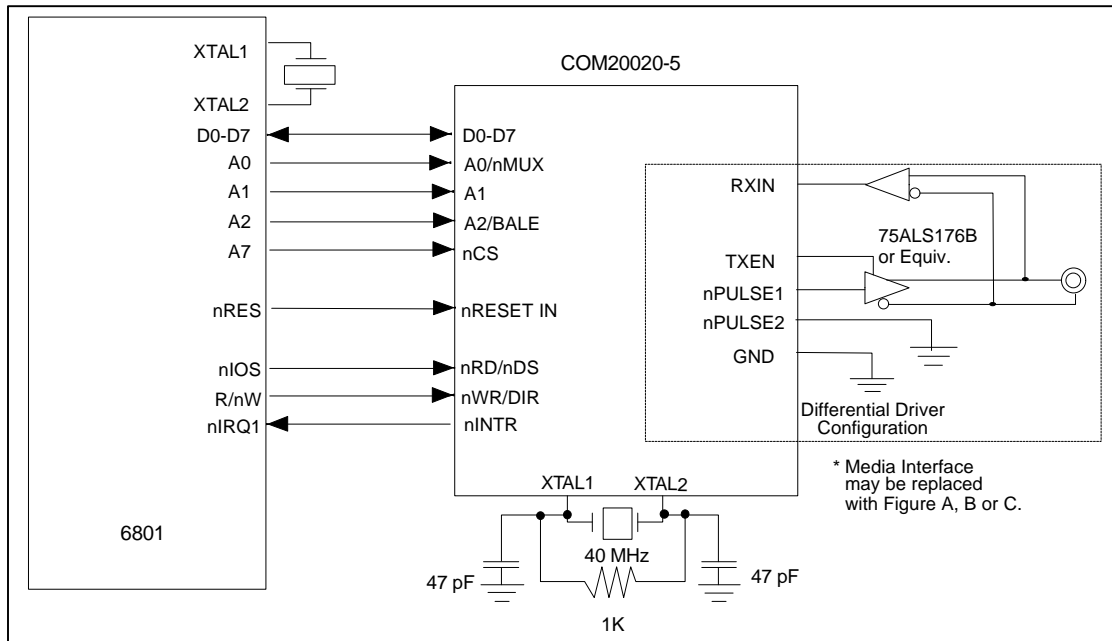 XTAL1
XTAL2
D0-D7
A0
A1
A2
A7
nRES
nIOS
R/nW
nIRQ1
6801
COM20020-5
D0-D7
A0/nMUX
A1
A2/BALE
nCS
nRESET IN
nRD/nDS
nWR/DIR
nINTR
RXIN
TXEN
nPULSE1
nPULSE2
GND
75ALS176B
or Equiv.
Differential Driver
Configuration
* Media Interface
may be replaced
with Figure A, B or C.
XTAL1
XTAL2
40 MHz
47 pF
47 pF
1K